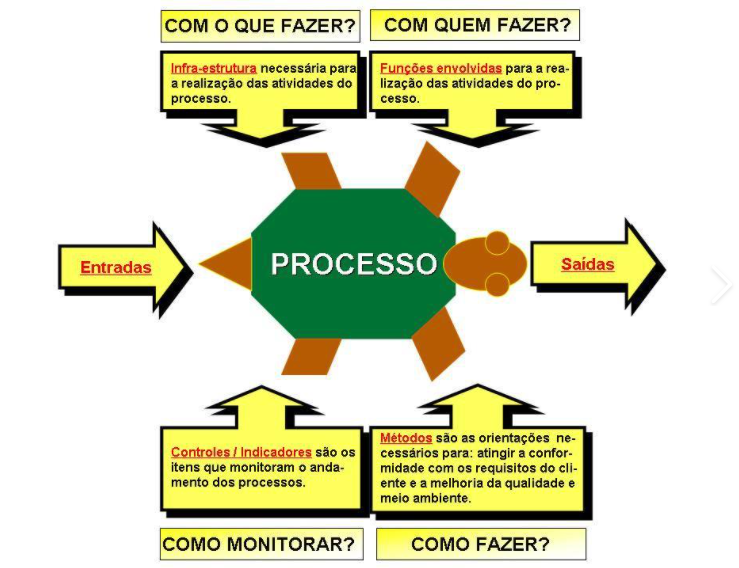 COM O QUE FAZER?
COM QUEM FAZER?
Infra-estrutura necessária para
a realização das atividades do
processo.
Funções envolvidas para a rea-
lização das atividades do pro-
cesso.
Entradas
PROCESSO
Saídas
Controles / Indicadores são os
itens que monitoram o anda-
mento dos processos.
Métodos são as orientações ne-
cessários para: atingir a confor-
midade com os requisitos do cli-
ente e a melhoria da qualidade e
meio ambiente.
COMO MONITORAR?
COMO FAZER?